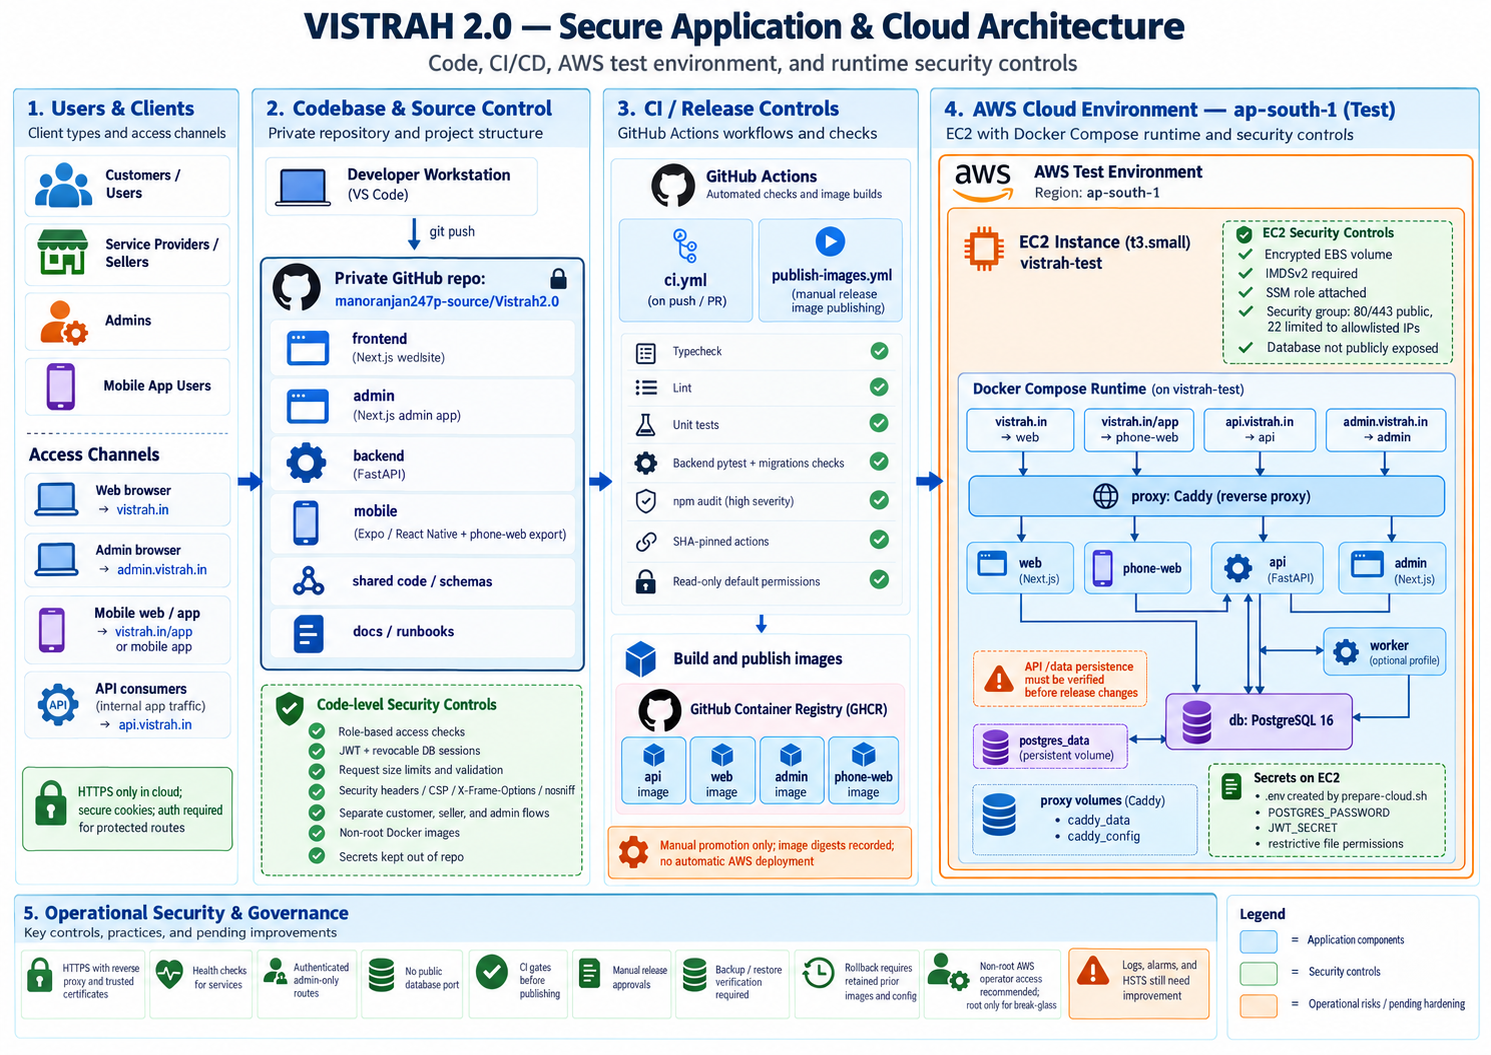 VISTRAH 2.0 — Secure Application & Cloud Architecture
Code, CI/CD, AWS test environment, and runtime security controls
1. Users & Clients
Client types and access channels
Customers /
Users
Service Providers /
Sellers
Admins
Mobile App Users
Access Channels
Web browser
→ vistrah.in
Admin browser
→ admin.vistrah.in
Mobile web / app
→ vistrah.in/app
or mobile app
API
API consumers
(internal app traffic)
→ api.vistrah.in
HTTPS only in cloud;
secure cookies; auth required
for protected routes
2. Codebase & Source Control
Private repository and project structure
Developer Workstation
(VS Code)
git push
Private GitHub repo:
manoranjan247p-source/Vistrah2.0
frontend
(Next.js wedlsite)
admin
(Next.js admin app)
backend
(FastAPI)
mobile
(Expo / React Native + phone-web export)
shared code / schemas
docs / runbooks
Code-level Security Controls
Role-based access checks
JWT + revocable DB sessions
Request size limits and validation
Security headers / CSP / X-Frame-Options / nosniff
Separate customer, seller, and admin flows
Non-root Docker images
Secrets kept out of repo
3. CI / Release Controls
GitHub Actions workflows and checks
GitHub Actions
Automated checks and image builds
ci.yml
(on push / PR)
publish-images.yml
(manual release
image publishing)
Typecheck
Lint
Unit tests
Backend pytest + migrations checks
npm audit (high severity)
SHA-pinned actions
Read-only default permissions
Build and publish images
GitHub Container Registry (GHCR)
api
image
web
image
admin
image
phone-web
image
Manual promotion only; image digests recorded;
no automatic AWS deployment
4. AWS Cloud Environment — ap-south-1 (Test)
EC2 with Docker Compose runtime and security controls
aws
AWS Test Environment
Region: ap-south-1
EC2 Instance (t3.small)
vistrah-test
EC2 Security Controls
Encrypted EBS volume
IMDSv2 required
SSM role attached
Security group: 80/443 public,
22 limited to allowlisted IPs
Database not publicly exposed
Docker Compose Runtime (on vistrah-test)
vistrah.in
→ web
vistrah.in/app
→ phone-web
api.vistrah.in
→ api
admin.vistrah.in
→ admin
proxy: Caddy (reverse proxy)
web
(Next.js)
phone-web
api
(FastAPI)
admin
(Next.js)
worker
(optional profile)
API /data persistence
must be verified
before release changes
db: PostgreSQL 16
postgres_data
(persistent volume)
proxy volumes (Caddy)
• caddy_data
• caddy_config
Secrets on EC2
• .env created by prepare-cloud.sh
• POSTGRES_PASSWORD
• JWT_SECRET
• restrictive file permissions
5. Operational Security & Governance
Key controls, practices, and pending improvements
HTTPS with reverse
proxy and trusted
certificates
Health checks
for services
Authenticated
admin-only
routes
No public
database port
CI gates
before
publishing
Manual release
approvals
Backup / restore
verification
required
Rollback requires
retained prior
images and config
Non-root AWS
operator access
recommended;
root only for break-glass
Logs, alarms, and
HSTS still need
improvement
Legend
= Application components
= Security controls
= Operational risks / pending hardening